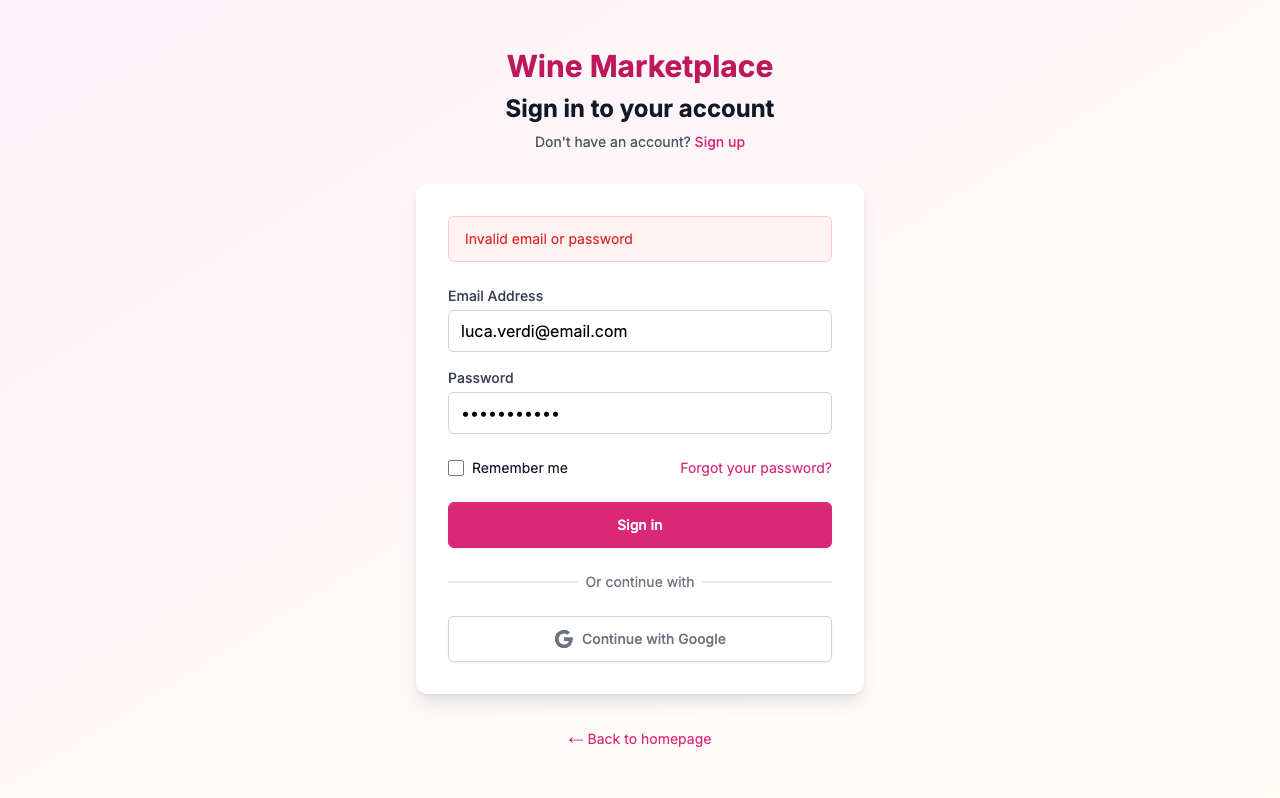 Wine Marketplace
Sign in to your account
Don't have an account? Sign up
Invalid email or password
Email Address
luca.verdi@email.com
Password
•••••••••••
Remember me
Forgot your password?
Sign in
Or continue with
Continue with Google
← Back to homepage